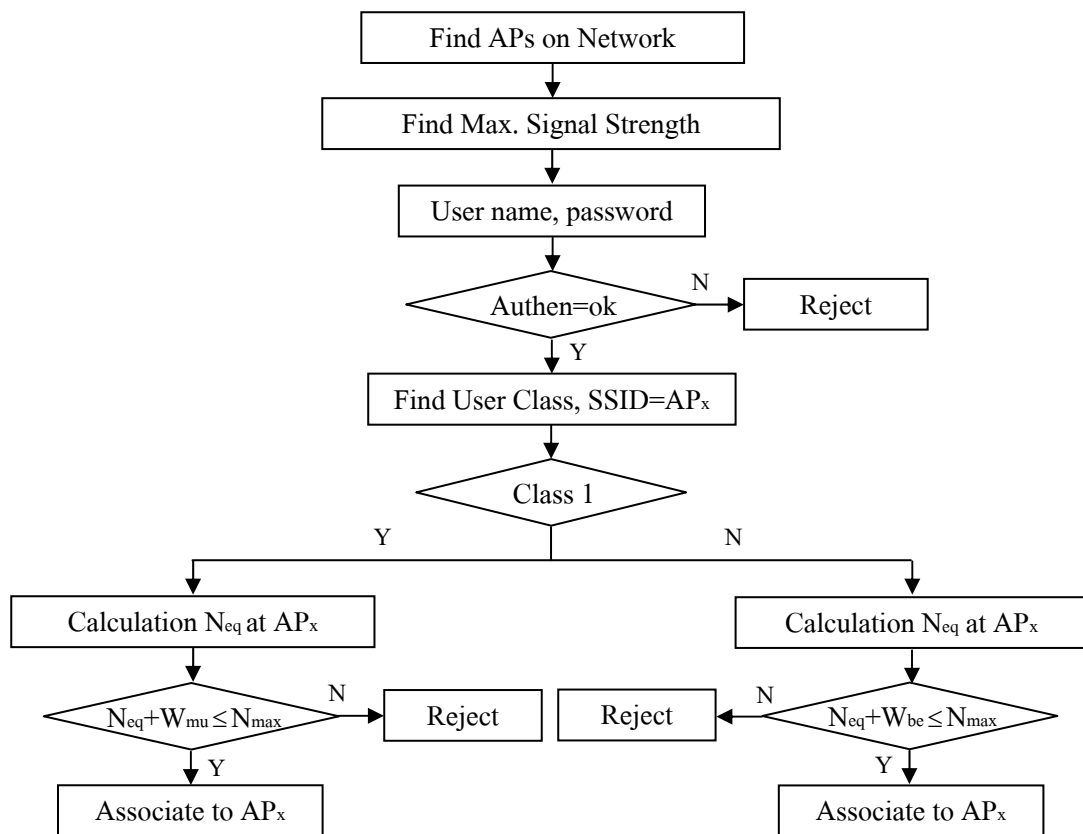 Find APs on Network
Find Max. Signal Strength
User name, password
Authen=ok
N
Reject
Y
Find User Class, SSID=APx
Class 1
Y
N
Calculation Neq at APx
Calculation Neq at APx
Neq+Wmu ≤ Nmax
N
Reject
Reject
N
Neq+Wbe ≤ Nmax
Y
Y
Associate to APx
Associate to APx